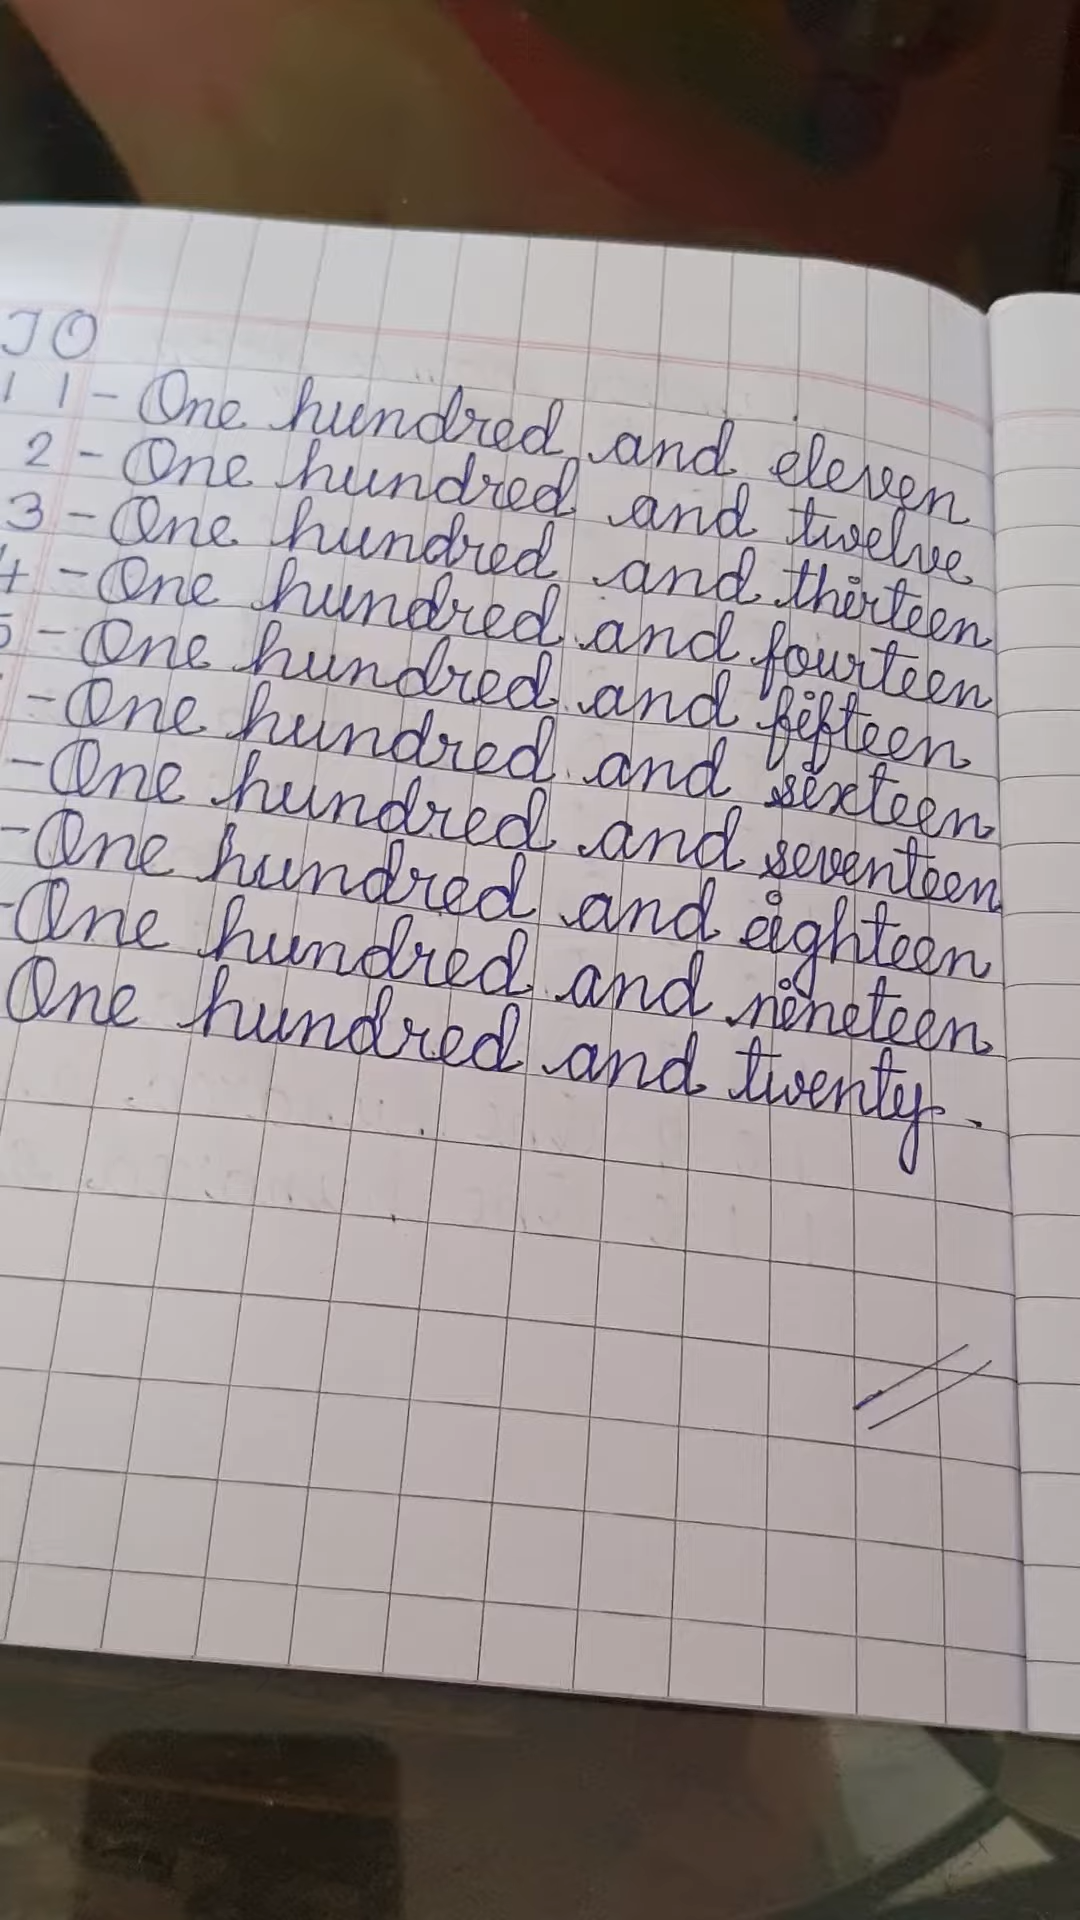 TO
1 1 - One hundred and eleven
2 - One hundred and twelve
3 - One hundred and thirteen
4 - One hundred and fourteen
5 - One hundred and fifteen
- One hundred and sixteen
- One hundred and seventeen
- One hundred and eighteen
- One hundred and nineteen
One hundred and twenty.